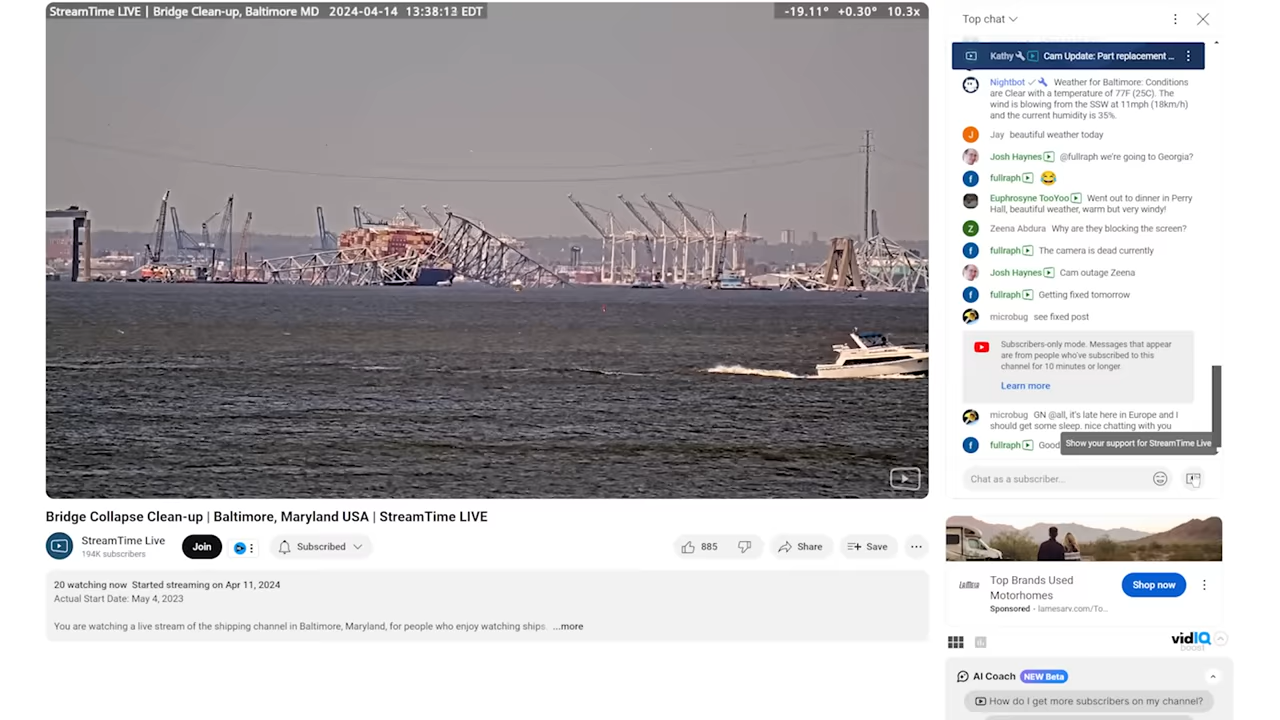 StreamTime LIVE | Bridge Clean-up, Baltimore MD 2024-04-14 13:38:13 EDT
-19.11° +0.30° 10.3x
Top chat
Kathy Cam Update: Part replacement ...
Nightbot Weather for Baltimore: Conditions
are Clear with a temperature of 77F (25C). The
wind is blowing from the SSW at 11mph (18km/h)
and the current humidity is 35%.
J Jay beautiful weather today
Josh Haynes @fullraph we're going to Georgia?
f fullraph
Euphrosyne TooYoo Went out to dinner in Perry
Hall, beautiful weather, warm but very windy!
Z Zeena Abdura Why are they blocking the screen?
f fullraph The camera is dead currently
Josh Haynes Cam outage Zeena
f fullraph Getting fixed tomorrow
microbug see fixed post
Subscribers-only mode. Messages that appear
are from people who've subscribed to this
channel for 10 minutes or longer.
Learn more
microbug GN @all, it's late here in Europe and I
should get some sleep. nice chatting with you
f fullraph Good
Show your support for StreamTime Live
Chat as a subscriber...
Bridge Collapse Clean-up | Baltimore, Maryland USA | StreamTime LIVE
StreamTime Live
194K subscribers
Join
Subscribed
885
Share
Save
20 watching now Started streaming on Apr 11, 2024
Actual Start Date: May 4, 2023
You are watching a live stream of the shipping channel in Baltimore, Maryland, for people who enjoy watching ships. ...more
Top Brands Used
Motorhomes
Sponsored · lamesarv.com/To...
Shop now
vidIQ
boost
AI Coach NEW Beta
How do I get more subscribers on my channel?